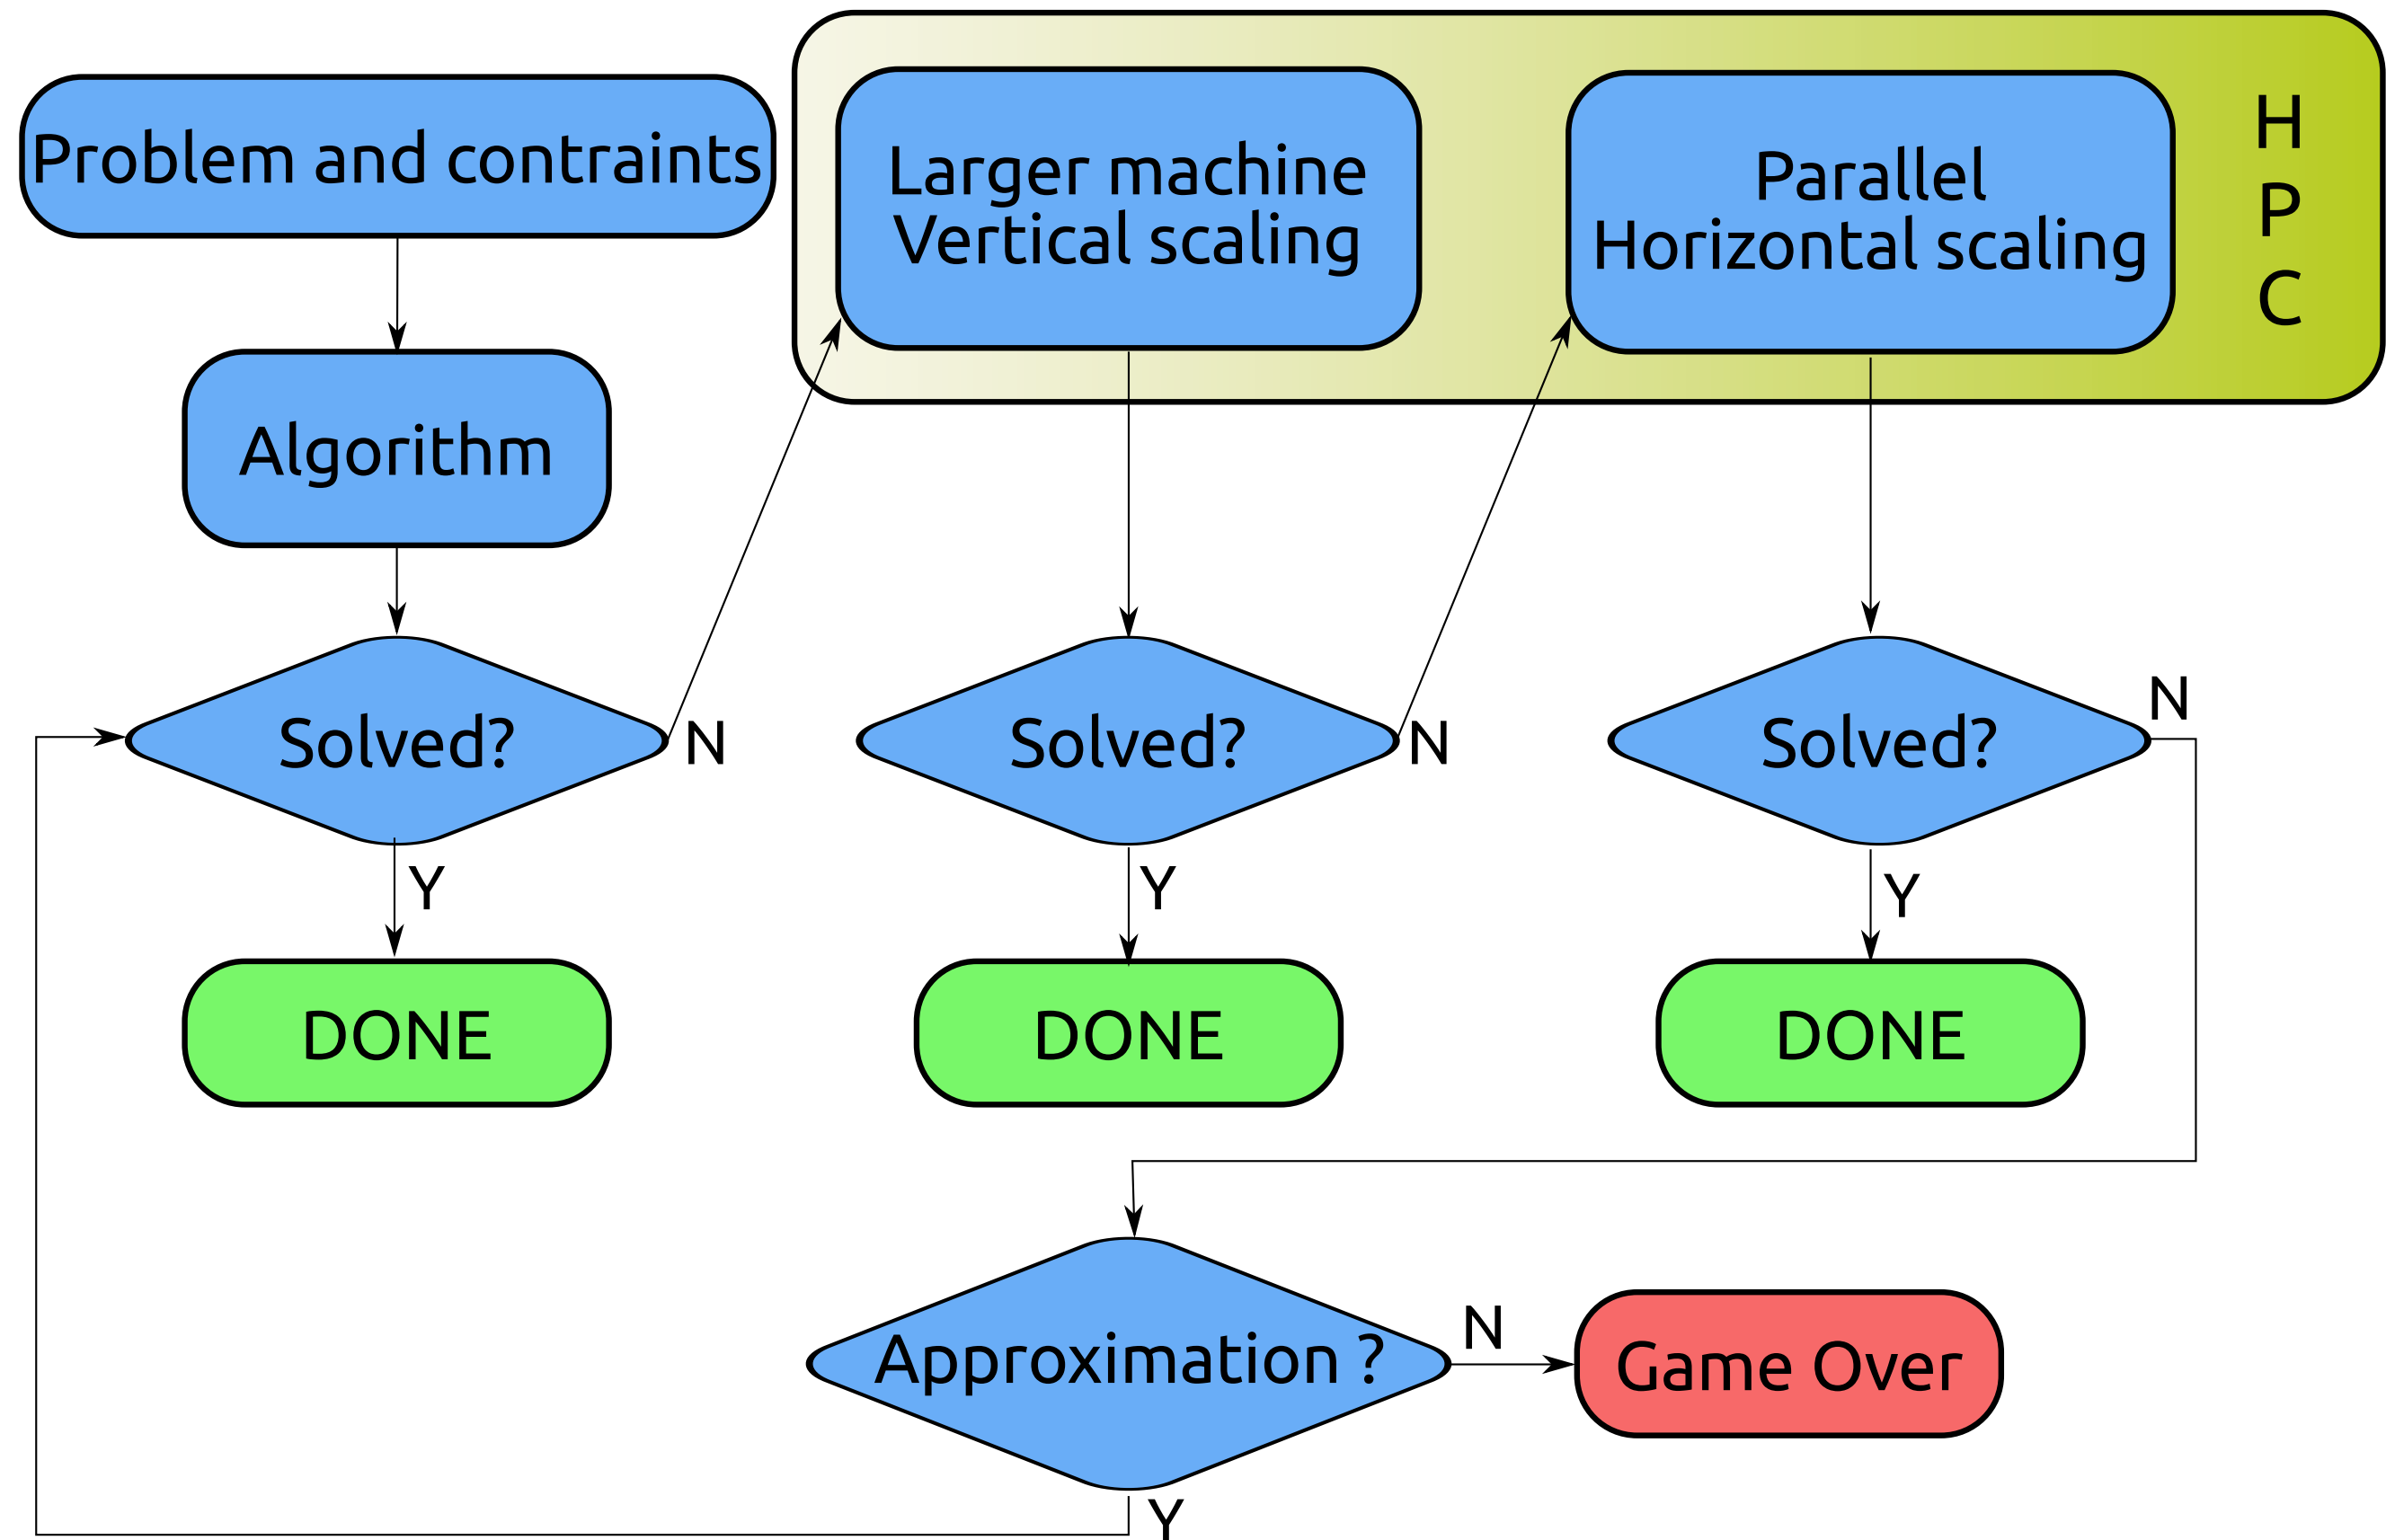 Problem and contraints
Larger machine
Vertical scaling
Parallel
Horizontal scaling
H
P
C
Algorithm
Solved?
N
Solved?
N
Solved?
N
Y
Y
Y
DONE
DONE
DONE
Approximation ?
N
Game Over
Y